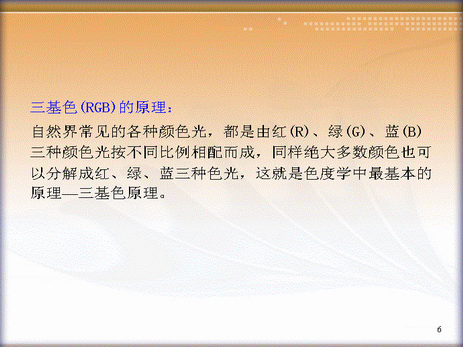 三基色(RGB)的原理：
自然界常见的各种颜色光，都是由红(R)、绿(G)、蓝(B)
三种颜色光按不同比例相配而成，同样绝大多数颜色也可
以分解成红、绿、蓝三种色光，这就是色度学中最基本的
原理—三基色原理。
6